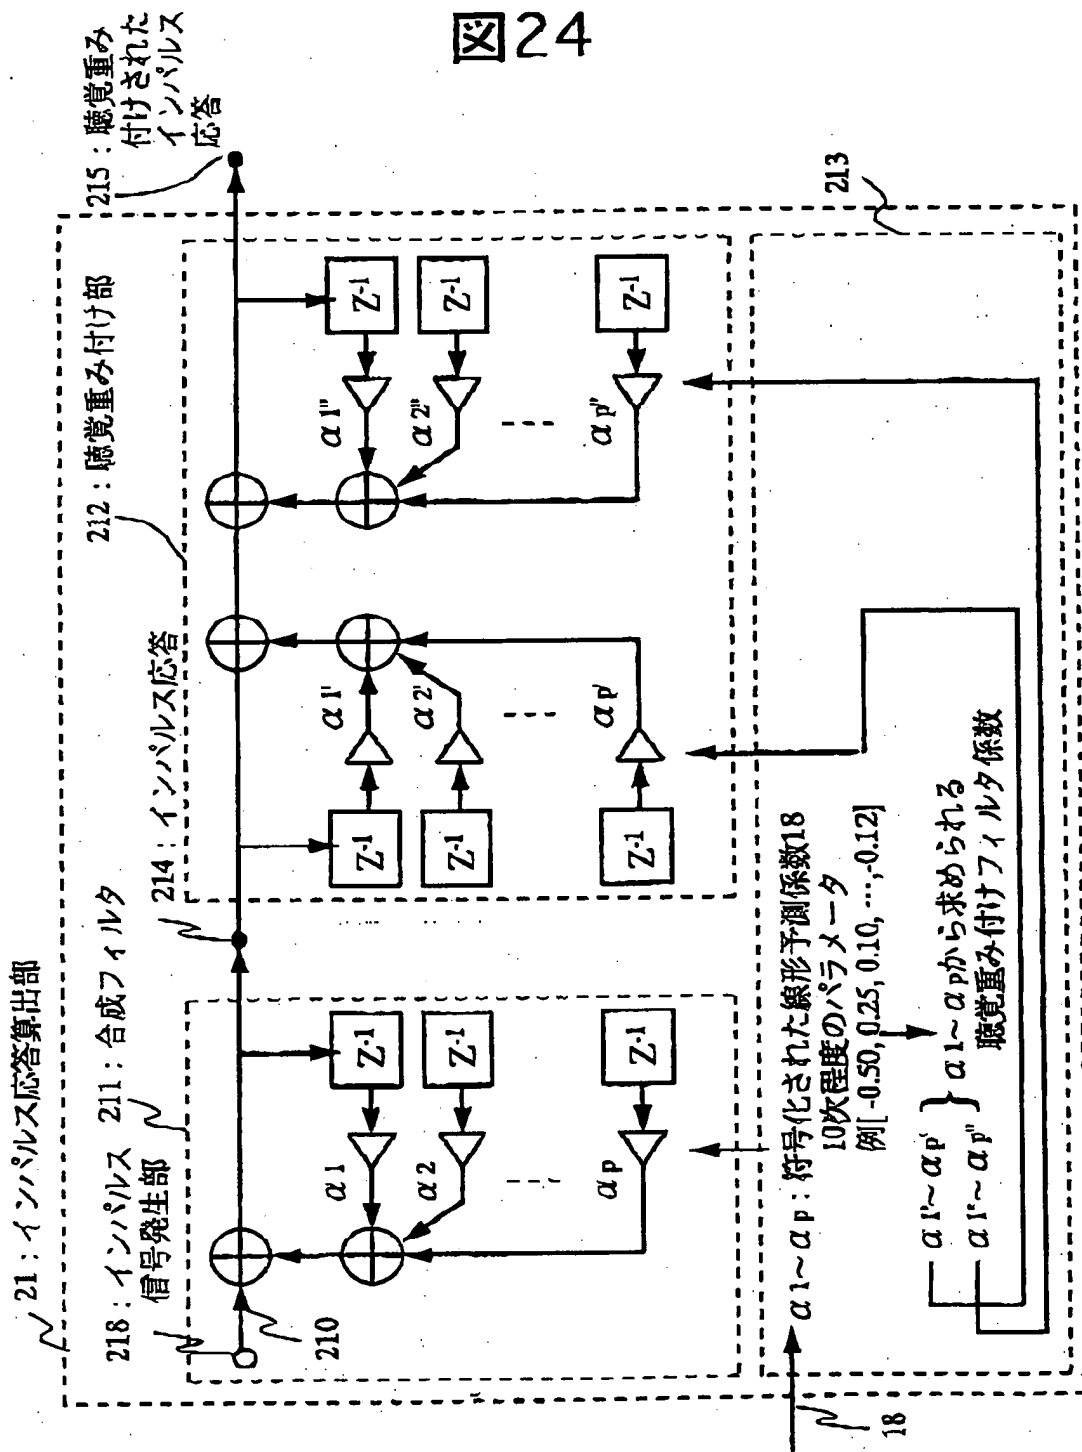 図24
21：インパルス応答算出部
218：インパルス
信号発生部
211：合成フィルタ
214：インパルス応答
212：聴覚重み付け部
215：聴覚重み
付けされた
インパルス
応答
210
Z-1
α1
Z-1
α2
Z-1
αp
Z-1
α1'
Z-1
α2'
Z-1
αp'
Z-1
α1"
Z-1
α2"
Z-1
αp"
213
18
α1~αp：符号化された線形予測係数18
10次程度のパラメータ
例[-0.50, 0.25, 0.10, …,-0.12]
α1'~αp'
α1"~αp"
α1~αpから求められる
聴覚重み付けフィルタ係数